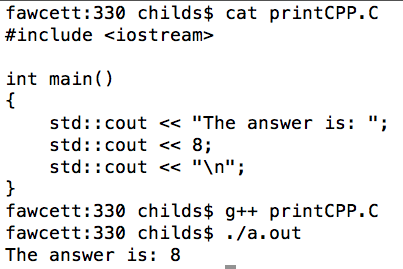 fawcett:330 childs$ cat printCPP.C
#include <iostream>

int main()
{
    std::cout << "The answer is: ";
    std::cout << 8;
    std::cout << "\n";
}
fawcett:330 childs$ g++ printCPP.C
fawcett:330 childs$ ./a.out
The answer is: 8